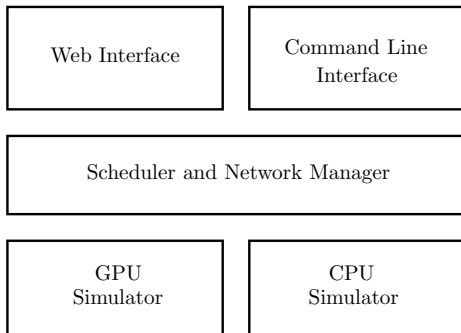 Web Interface
Command Line
Interface
Scheduler and Network Manager
GPU
Simulator
CPU
Simulator